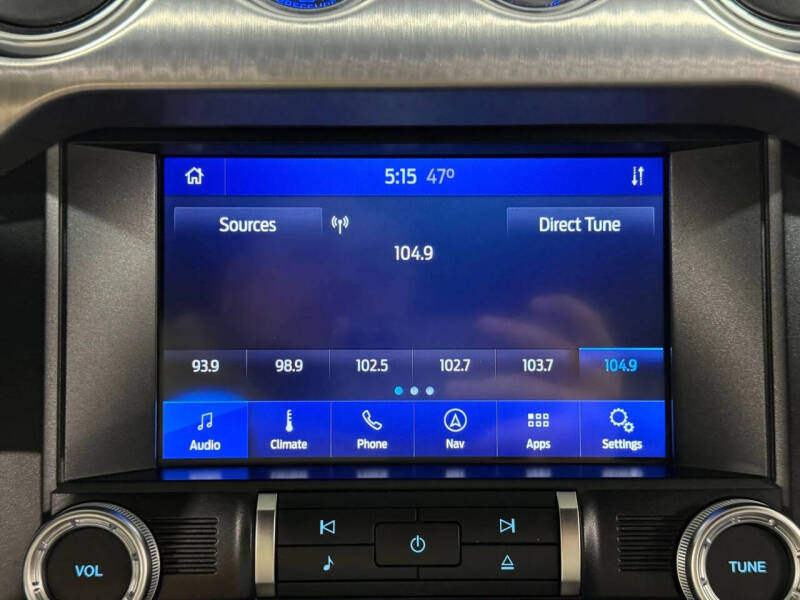 PRESSURE
5:15 47º
Sources
Direct Tune
104.9
93.9 98.9 102.5 102.7 103.7 104.9
Audio Climate Phone Nav Apps Settings
VOL
TUNE